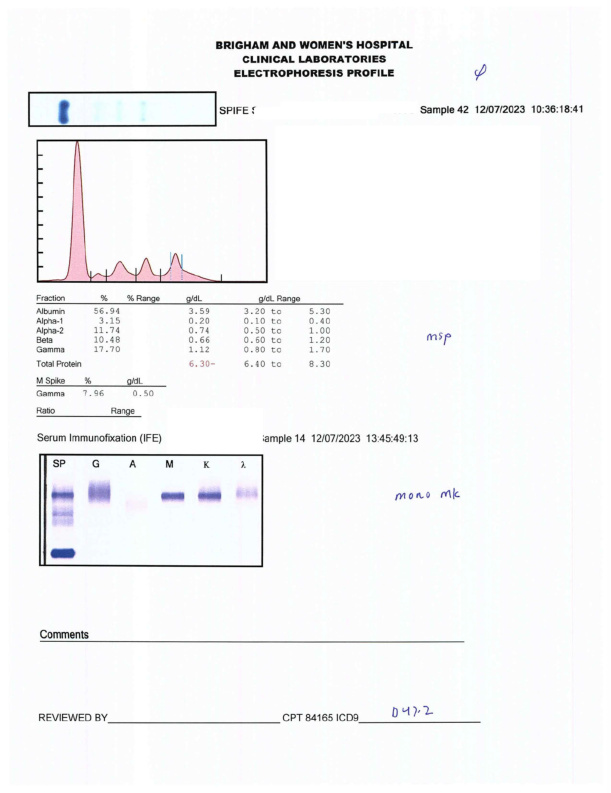 BRIGHAM AND WOMEN'S HOSPITAL
CLINICAL LABORATORIES
ELECTROPHORESIS PROFILE
φ
SPIFE Sample 42 12/07/2023 10:36:18:41
Fraction % % Range g/dL g/dL Range
Albumin 56.94 3.59 3.20 to 5.30
Alpha-1 3.15 0.20 0.10 to 0.40
Alpha-2 11.74 0.74 0.50 to 1.00
Beta 10.48 0.66 0.60 to 1.20
Gamma 17.70 1.12 0.80 to 1.70
msp
Total Protein 6.30- 6.40 to 8.30
M Spike % g/dL
Gamma 7.96 0.50
Ratio Range
Serum Immunofixation (IFE) ample 14 12/07/2023 13:45:49:13
SP G A M K λ
mono mk
Comments
REVIEWED BY CPT 84165 ICD9 D47.2